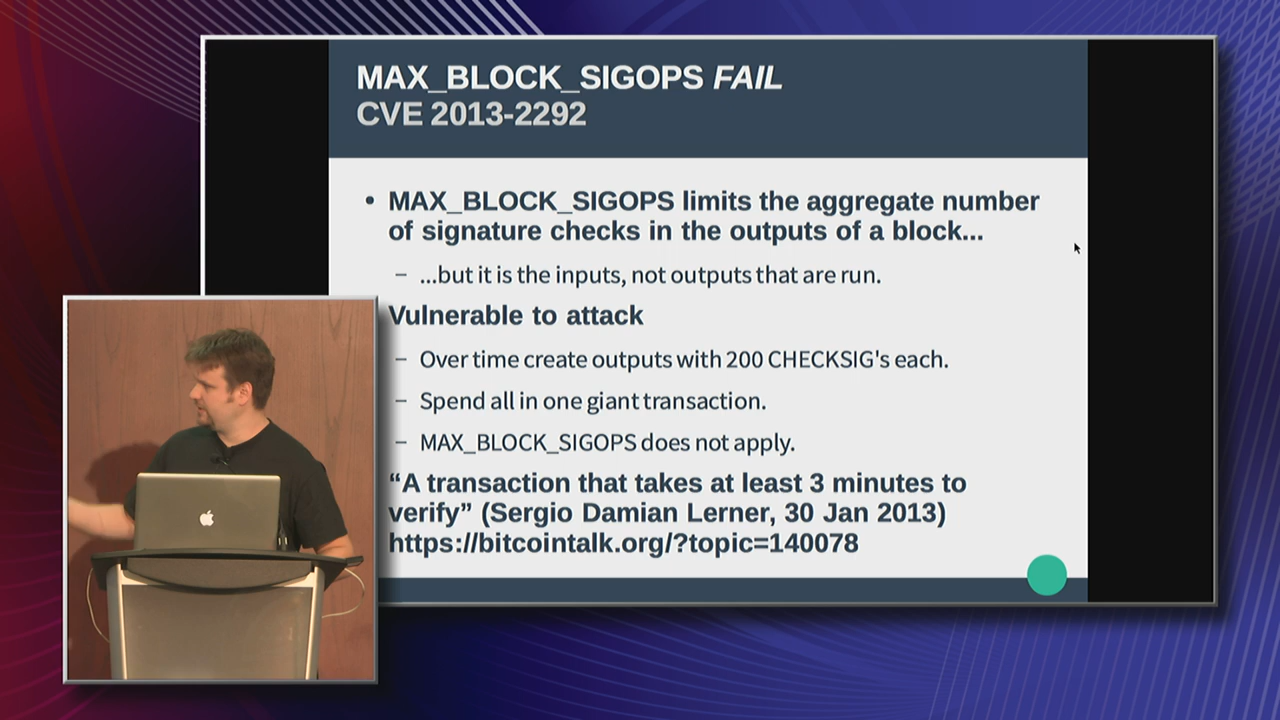 MAX_BLOCK_SIGOPS FAIL
CVE 2013-2292
• MAX_BLOCK_SIGOPS limits the aggregate number
of signature checks in the outputs of a block...
– ...but it is the inputs, not outputs that are run.
Vulnerable to attack
– Over time create outputs with 200 CHECKSIG's each.
– Spend all in one giant transaction.
– MAX_BLOCK_SIGOPS does not apply.
“A transaction that takes at least 3 minutes to
verify” (Sergio Damian Lerner, 30 Jan 2013)
https://bitcointalk.org/?topic=140078